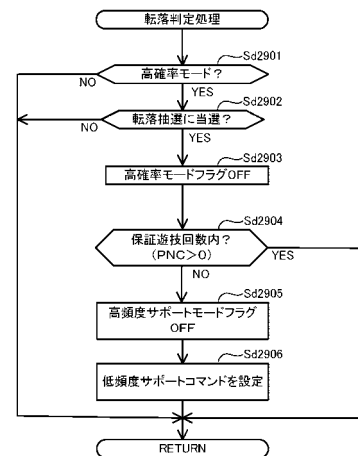 転落判定処理
Sd2901
高確率モード？
NO
YES
Sd2902
転落抽選に当選？
NO
YES
Sd2903
高確率モードフラグOFF
Sd2904
保証遊技回数内？
(PNC＞0)
YES
NO
Sd2905
高頻度サポートモードフラグ
OFF
Sd2906
低頻度サポートコマンドを設定
RETURN